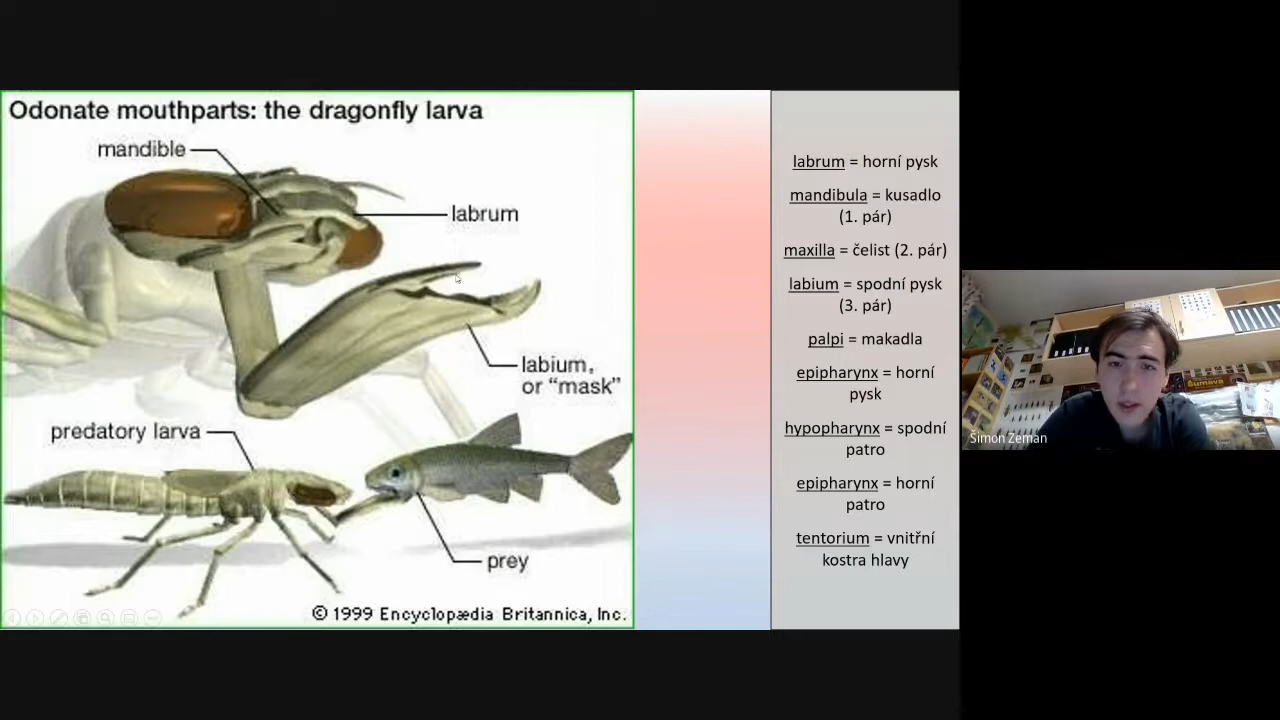 Odonate mouthparts: the dragonfly larva
mandible
labrum
labium,
or “mask”
predatory larva
prey
© 1999 Encyclopædia Britannica, Inc.
labrum = horní pysk
mandibula = kusadlo
(1. pár)
maxilla = čelist (2. pár)
labium = spodní pysk
(3. pár)
palpi = makadla
epipharynx = horní
pysk
hypopharynx = spodní
patro
epipharynx = horní
patro
tentorium = vnitřní
kostra hlavy
Šumava
Šimon Zeman